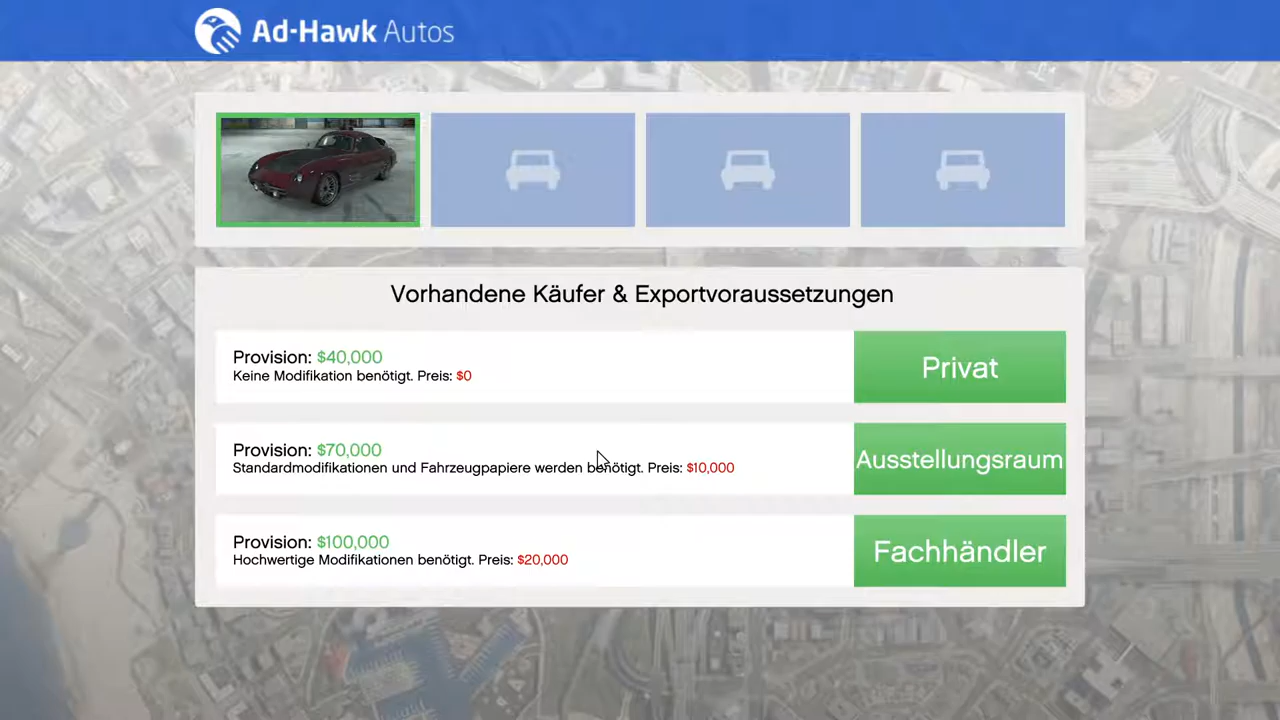 Ad-Hawk Autos
Vorhandene Käufer & Exportvoraussetzungen
Provision: $40,000
Keine Modifikation benötigt. Preis: $0
Privat
Provision: $70,000
Standardmodifikationen und Fahrzeugpapiere werden benötigt. Preis: $10,000
Ausstellungsraum
Provision: $100,000
Hochwertige Modifikationen benötigt. Preis: $20,000
Fachhändler